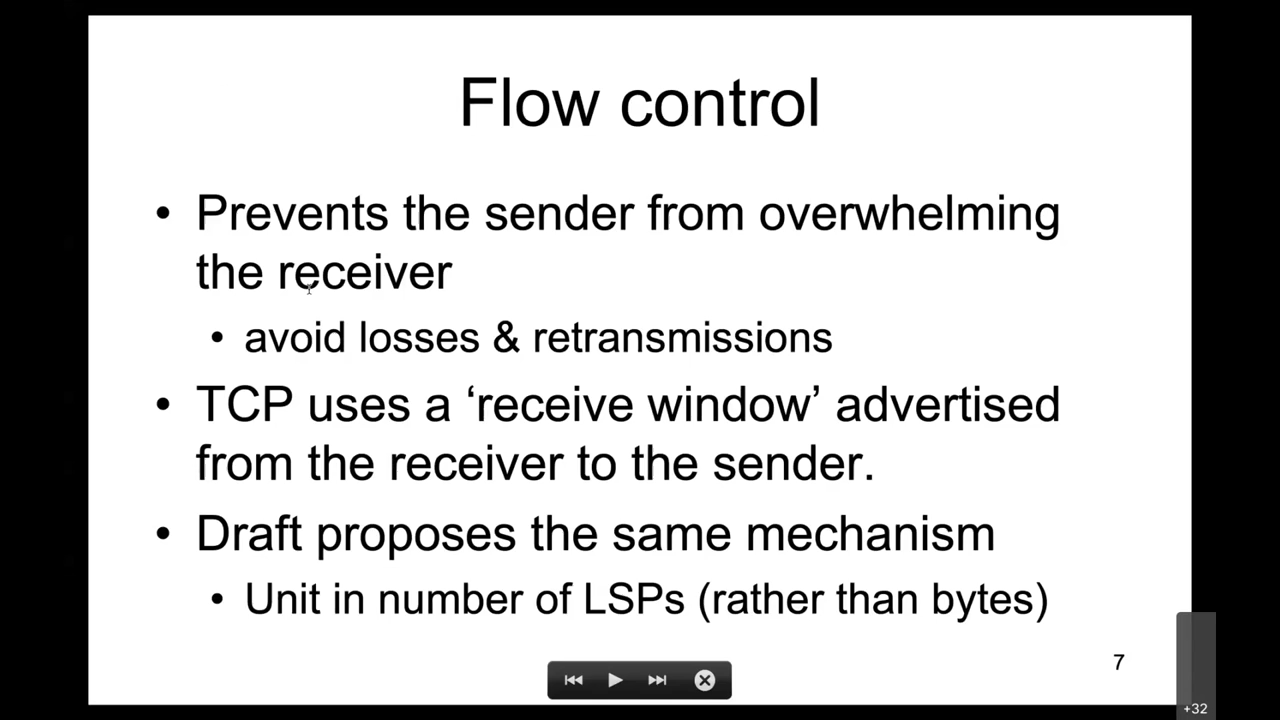 Flow control
• Prevents the sender from overwhelming
the receiver
• avoid losses & retransmissions
• TCP uses a ‘receive window’ advertised
from the receiver to the sender.
• Draft proposes the same mechanism
• Unit in number of LSPs (rather than bytes)
7
+32